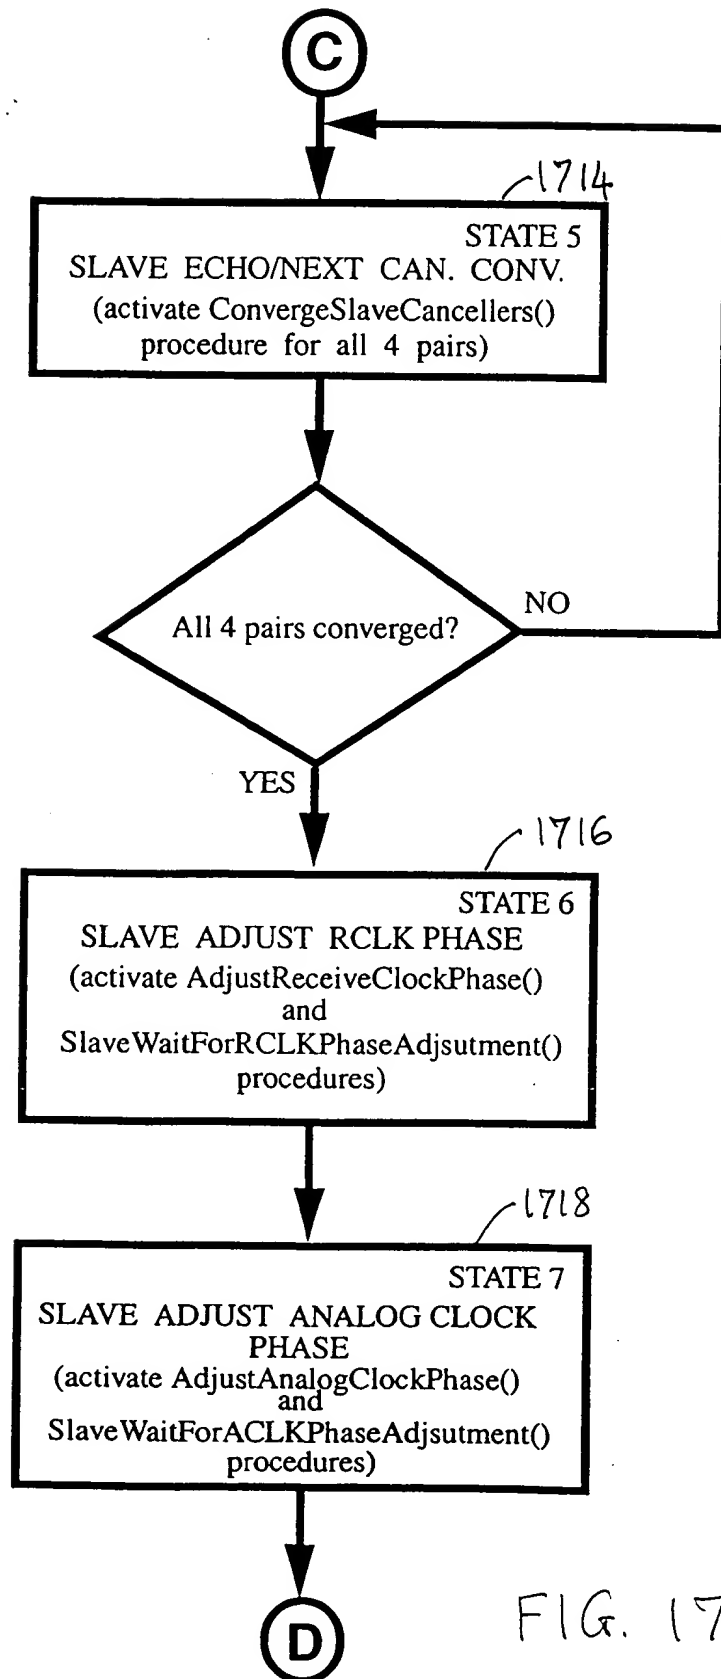 C
1714
STATE 5
SLAVE ECHO/NEXT CAN. CONV.
(activate ConvergeSlaveCancellers()
procedure for all 4 pairs)
All 4 pairs converged?
NO
YES
1716
STATE 6
SLAVE ADJUST RCLK PHASE
(activate AdjustReceiveClockPhase()
and
SlaveWaitForRCLKPhaseAdjsutment()
procedures)
1718
STATE 7
SLAVE ADJUST ANALOG CLOCK
PHASE
(activate AdjustAnalogClockPhase()
and
SlaveWaitForACLKPhaseAdjsutment()
procedures)
D
FIG. 17